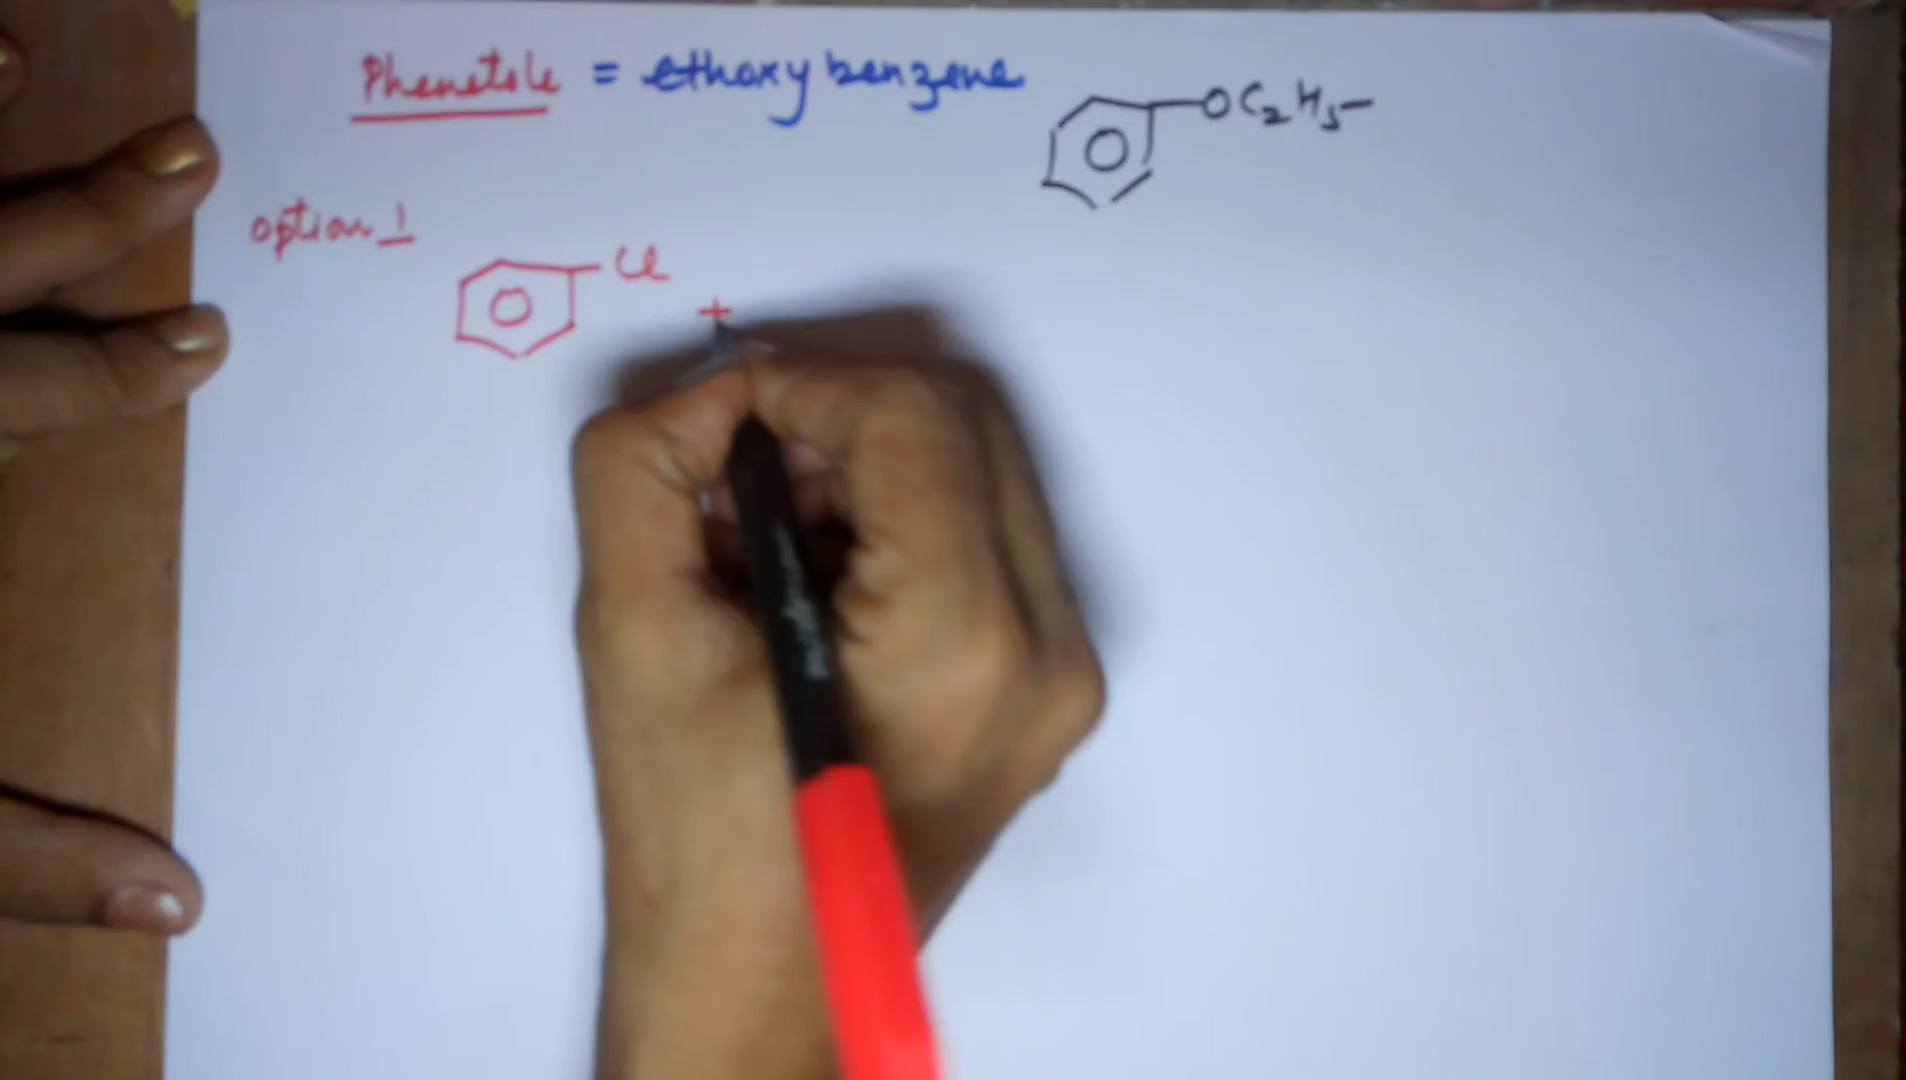 Phenetole = ethoxy benzene
OC2H5-
option 1
Cl
+